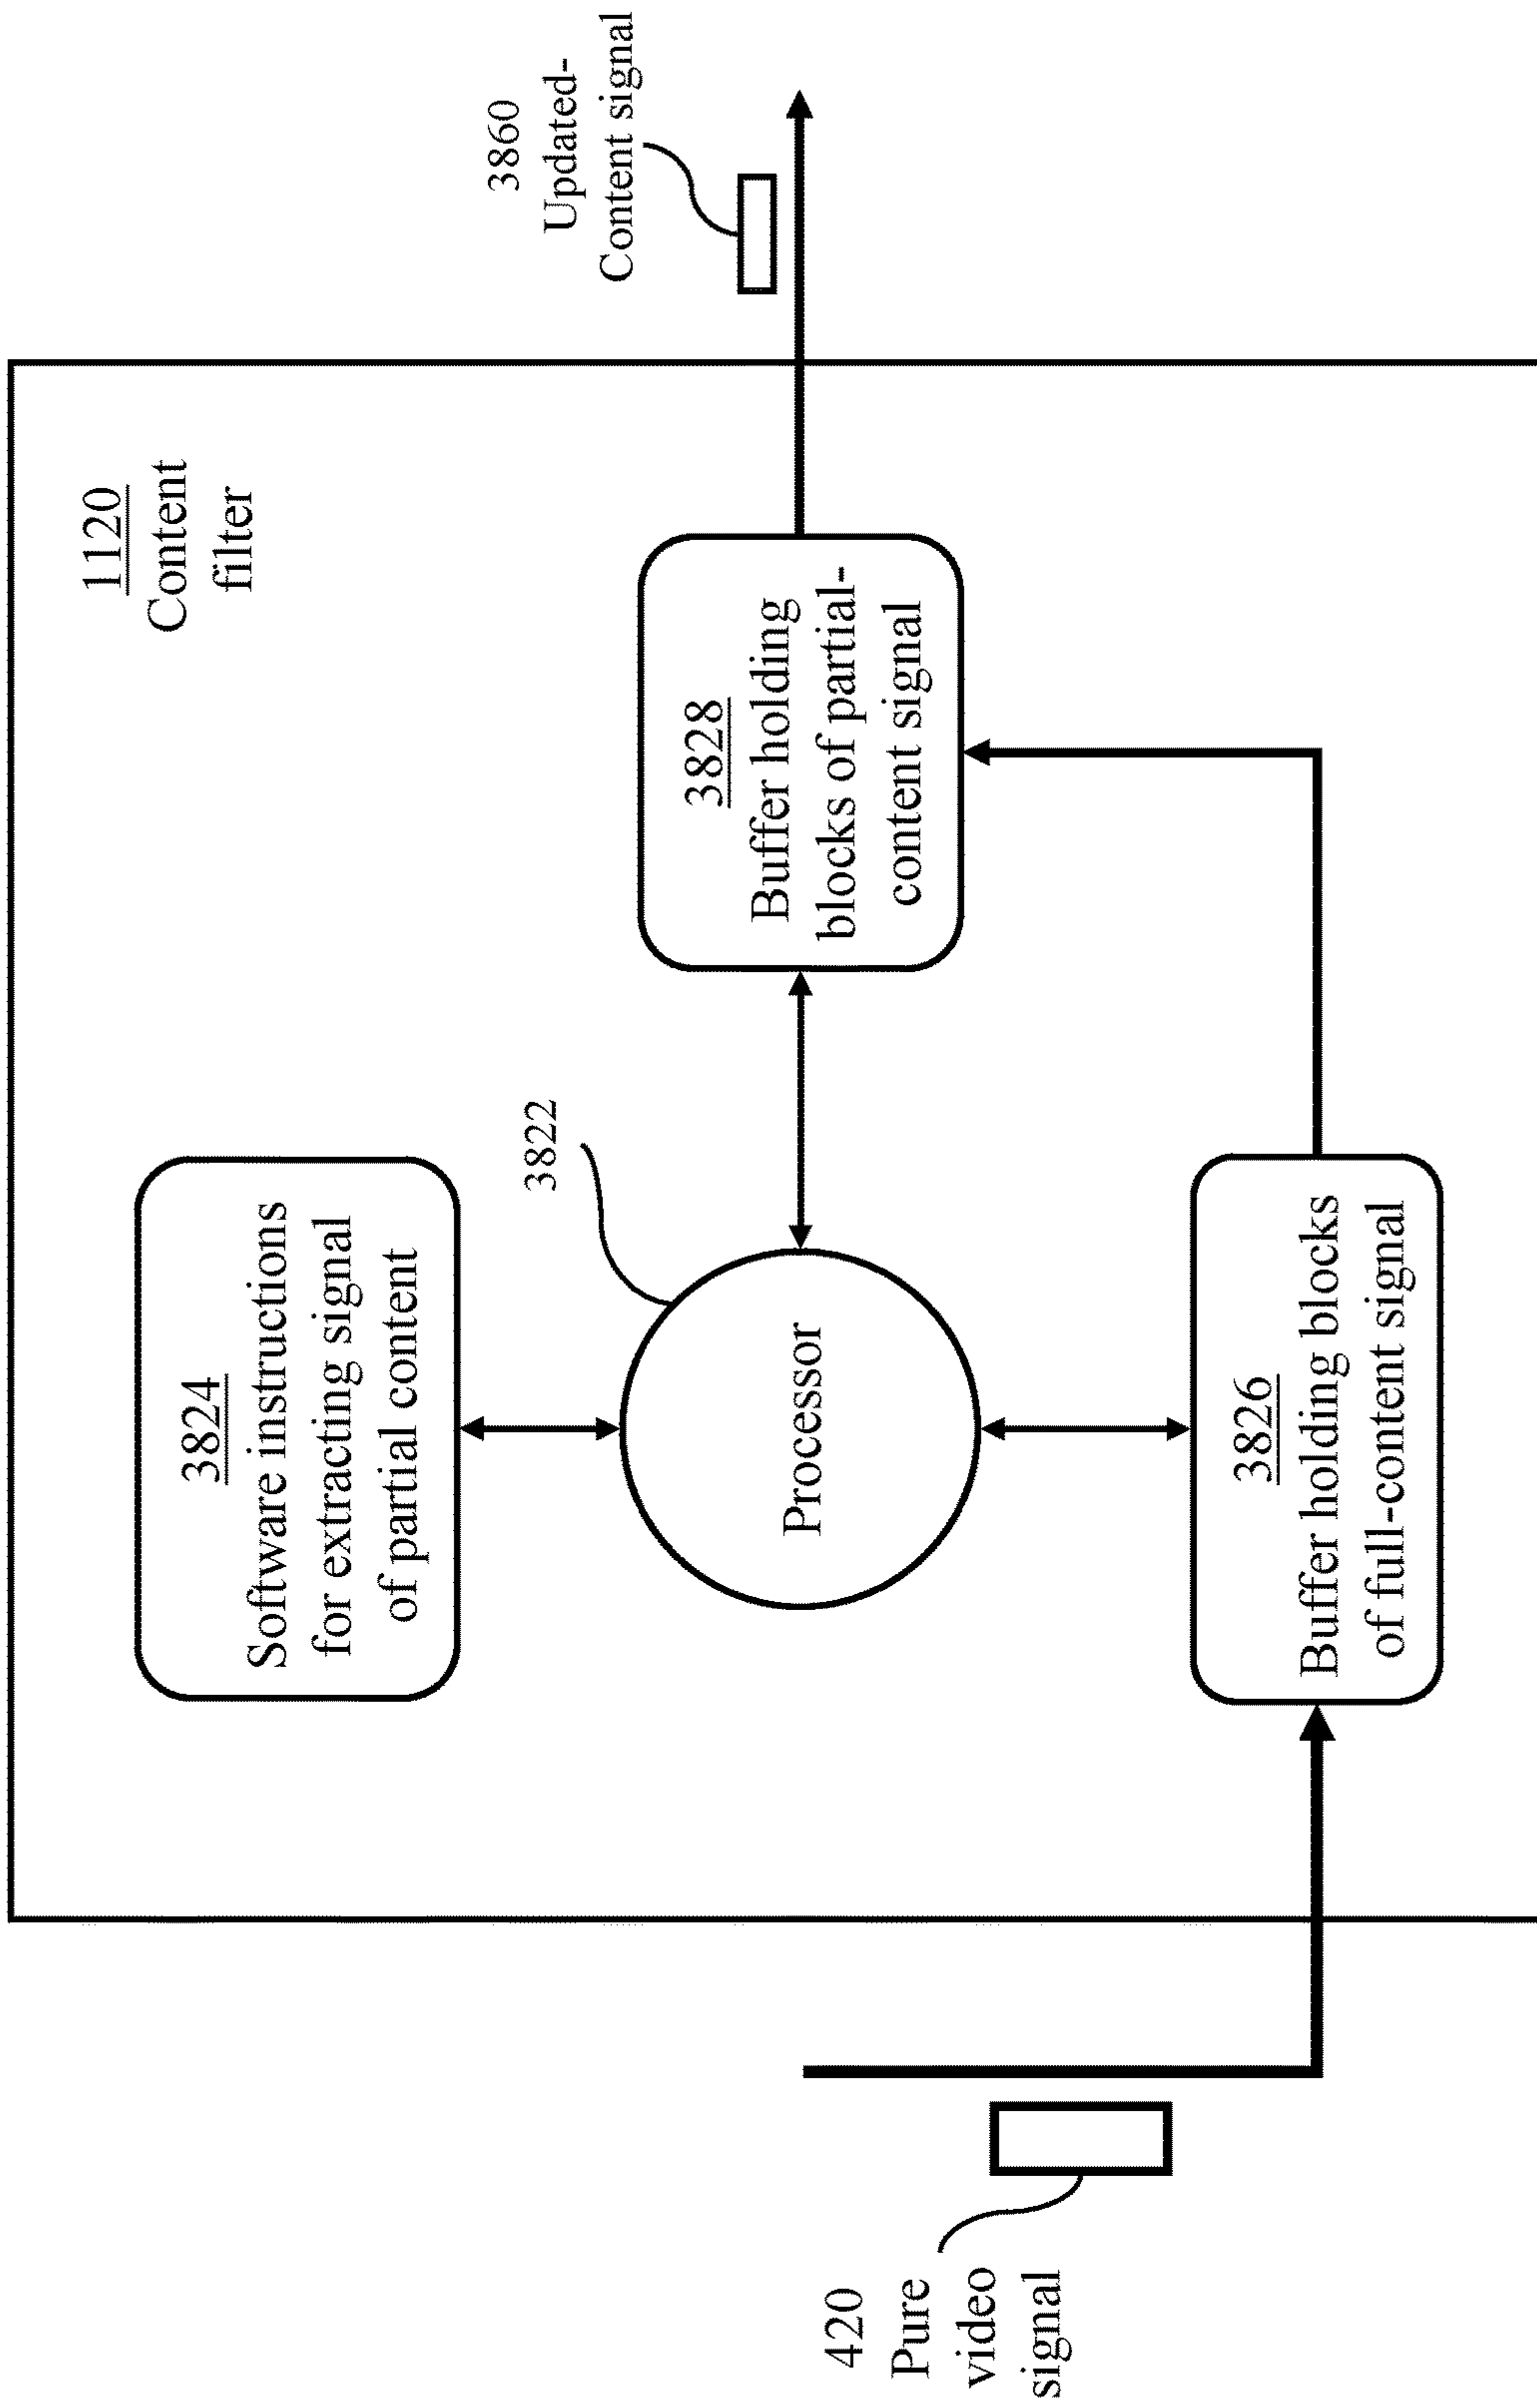 1120
Content
filter
3824
Software instructions
for extracting signal
of partial content
3822
Processor
3828
Buffer holding
blocks of partial-
content signal
3826
Buffer holding blocks
of full-content signal
420
Pure
video
signal
3860
Updated-
Content signal